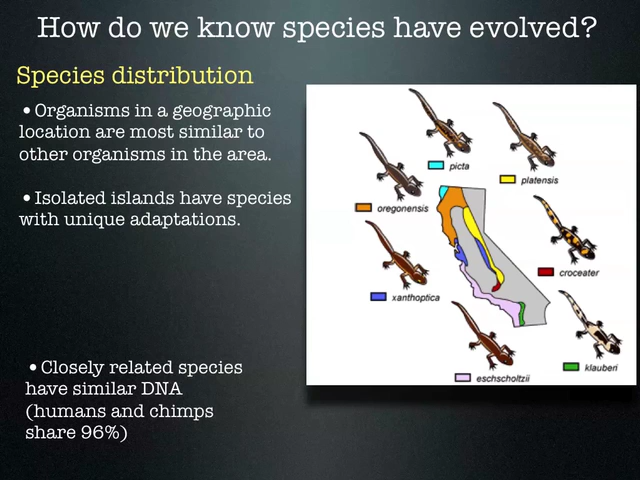 How do we know species have evolved?
Species distribution
•Organisms in a geographic
location are most similar to
other organisms in the area.
•Isolated islands have species
with unique adaptations.
•Closely related species
have similar DNA
(humans and chimps
share 96%)
picta
platensis
oregonensis
croceater
xanthoptica
klauberi
eschscholtzii